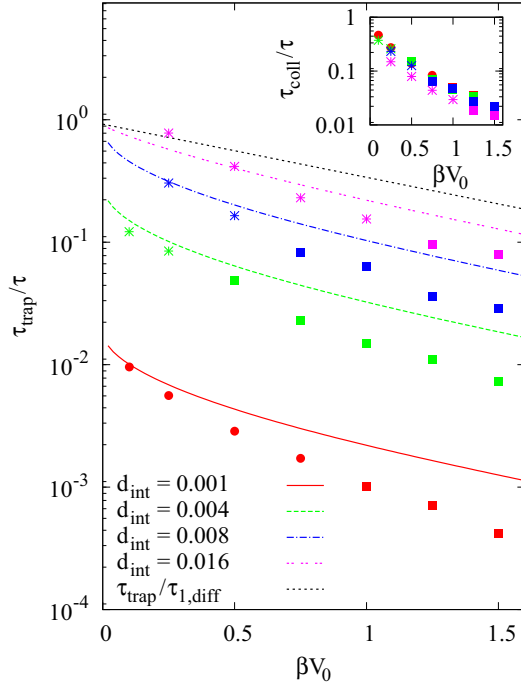 τ_coll/τ
1
0.1
0.01
0 0.5 1 1.5
βV_0
10^0
10^-1
10^-2
10^-3
10^-4
τ_trap/τ
d_int = 0.001
d_int = 0.004
d_int = 0.008
d_int = 0.016
τ_trap/τ_1,diff
0 0.5 1 1.5
βV_0